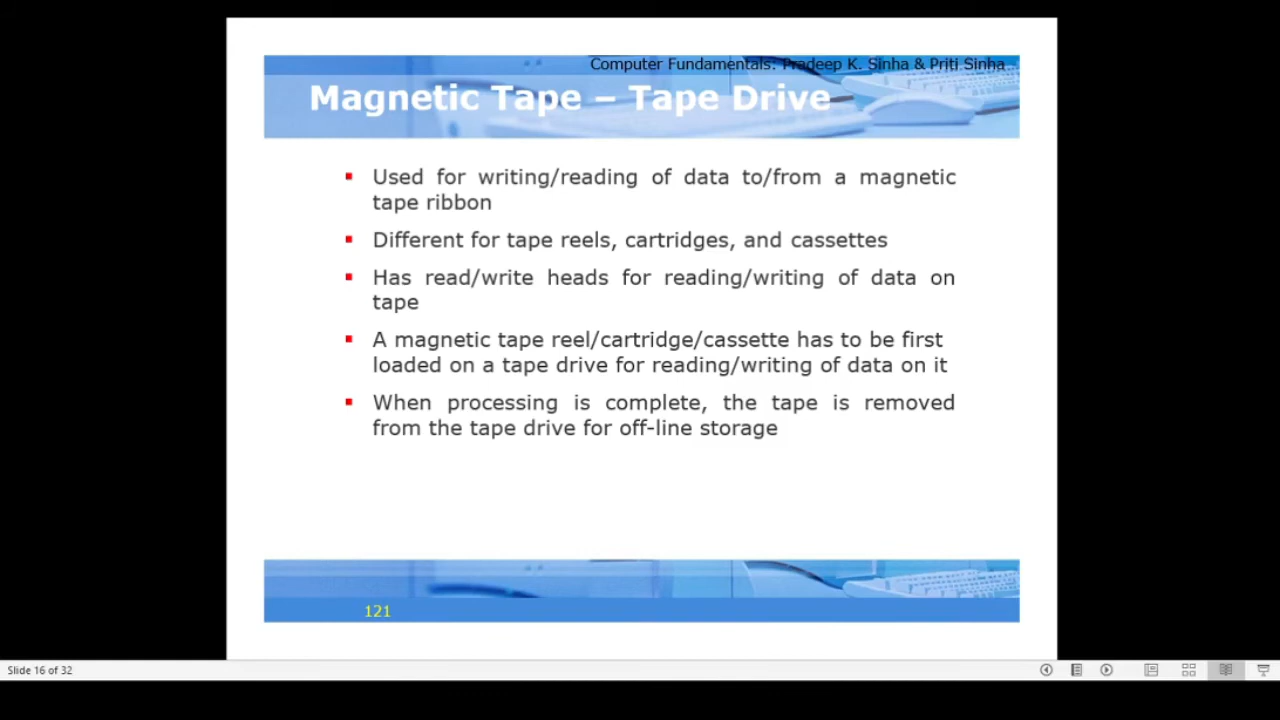 Computer Fundamentals: Pradeep K. Sinha & Priti Sinha
Magnetic Tape – Tape Drive
Used for writing/reading of data to/from a magnetic
tape ribbon
Different for tape reels, cartridges, and cassettes
Has read/write heads for reading/writing of data on
tape
A magnetic tape reel/cartridge/cassette has to be first
loaded on a tape drive for reading/writing of data on it
When processing is complete, the tape is removed
from the tape drive for off-line storage
121
Slide 16 of 32